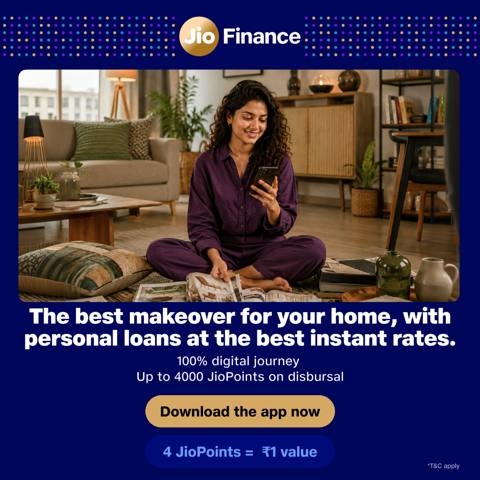 Jio Finance
The best makeover for your home, with
personal loans at the best instant rates.
100% digital journey
Up to 4000 JioPoints on disbursal
Download the app now
4 JioPoints = ₹1 value
*T&C apply